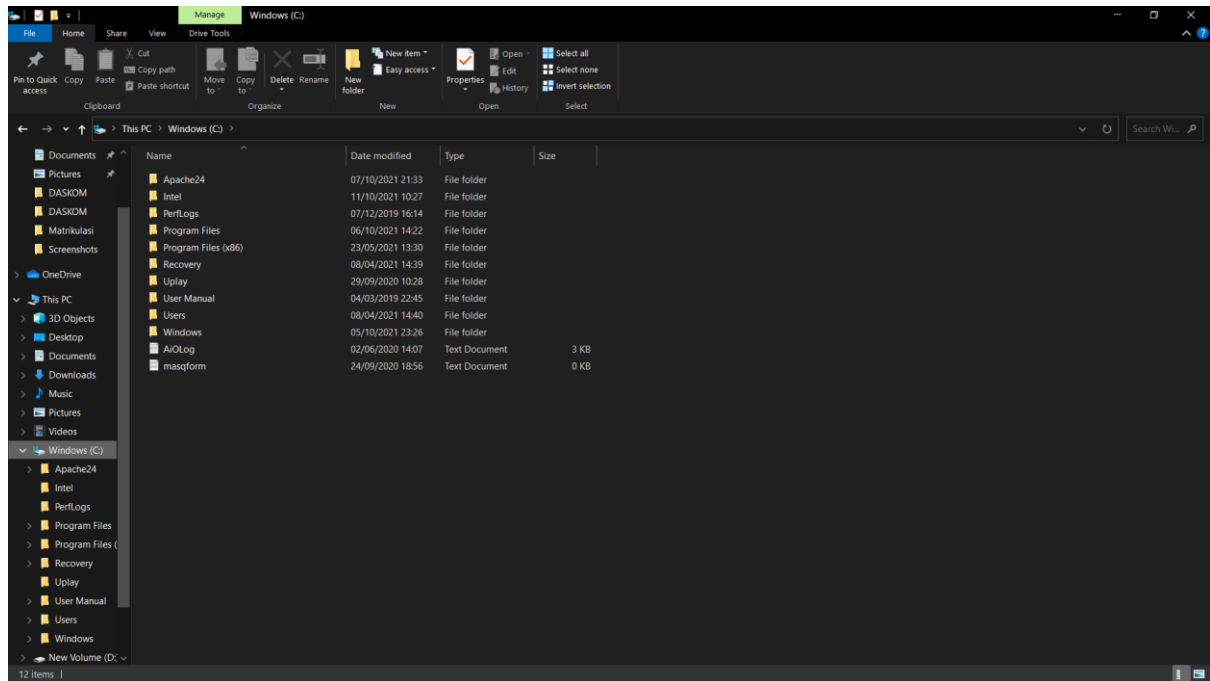 Manage Windows (C:)
File Home Share View Drive Tools
Pin to Quick access
Copy
Paste
Cut
Copy path
Paste shortcut
Clipboard
Move to
Copy to
Delete
Rename
Organize
New folder
New item
Easy access
New
Properties
Open
Edit
History
Open
Select all
Select none
Invert selection
Select
This PC > Windows (C:) >
Search Wi...
Documents
Pictures
DASKOM
DASKOM
Matrikulasi
Screenshots
OneDrive
This PC
3D Objects
Desktop
Documents
Downloads
Music
Pictures
Videos
Windows (C:)
Apache24
Intel
PerfLogs
Program Files
Program Files (
Recovery
Uplay
User Manual
Users
Windows
New Volume (D:
Name Date modified Type Size
Apache24 07/10/2021 21:33 File folder
Intel 11/10/2021 10:27 File folder
PerfLogs 07/12/2019 16:14 File folder
Program Files 06/10/2021 14:22 File folder
Program Files (x86) 23/05/2021 13:30 File folder
Recovery 08/04/2021 14:39 File folder
Uplay 29/09/2020 10:28 File folder
User Manual 04/03/2019 22:45 File folder
Users 08/04/2021 14:40 File folder
Windows 05/10/2021 23:26 File folder
AiOLog 02/06/2020 14:07 Text Document 3 KB
masqform 24/09/2020 18:56 Text Document 0 KB
12 items